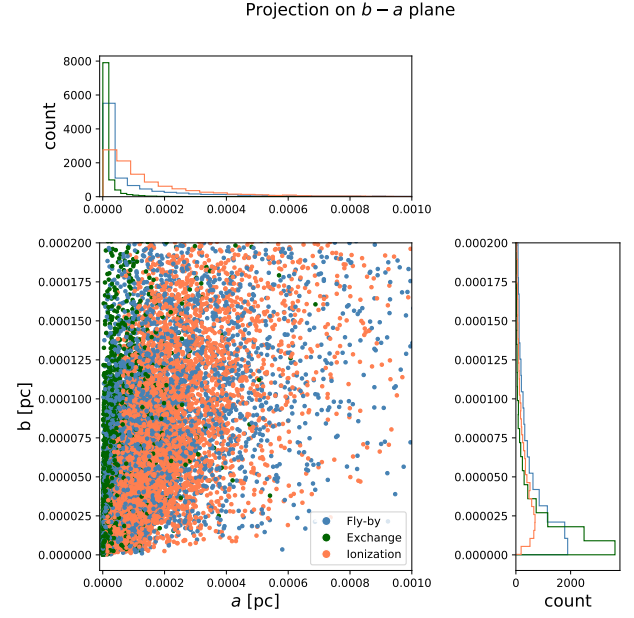 Projection on b − a plane
count
8000
6000
4000
2000
0
0.0000 0.0002 0.0004 0.0006 0.0008 0.0010
b [pc]
0.000200
0.000175
0.000150
0.000125
0.000100
0.000075
0.000050
0.000025
0.000000
Fly-by
Exchange
Ionization
0.0000 0.0002 0.0004 0.0006 0.0008 0.0010
a [pc]
0.000200
0.000175
0.000150
0.000125
0.000100
0.000075
0.000050
0.000025
0.000000
0 2000
count